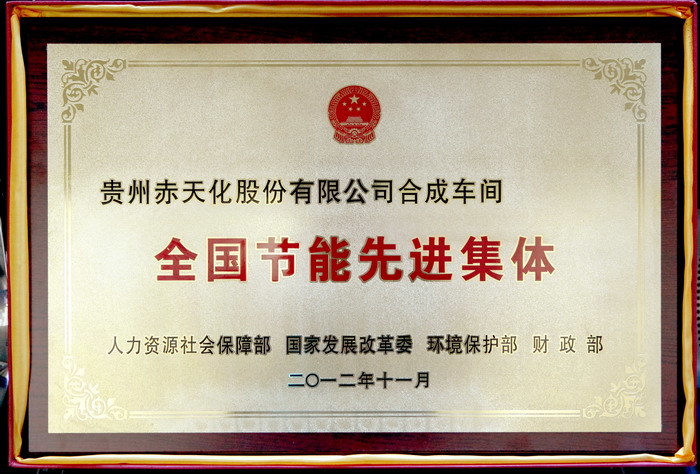 贵州赤天化股份有限公司合成车间
全国节能先进集体
人力资源社会保障部 国家发展改革委 环境保护部 财政部
二〇一二年十一月